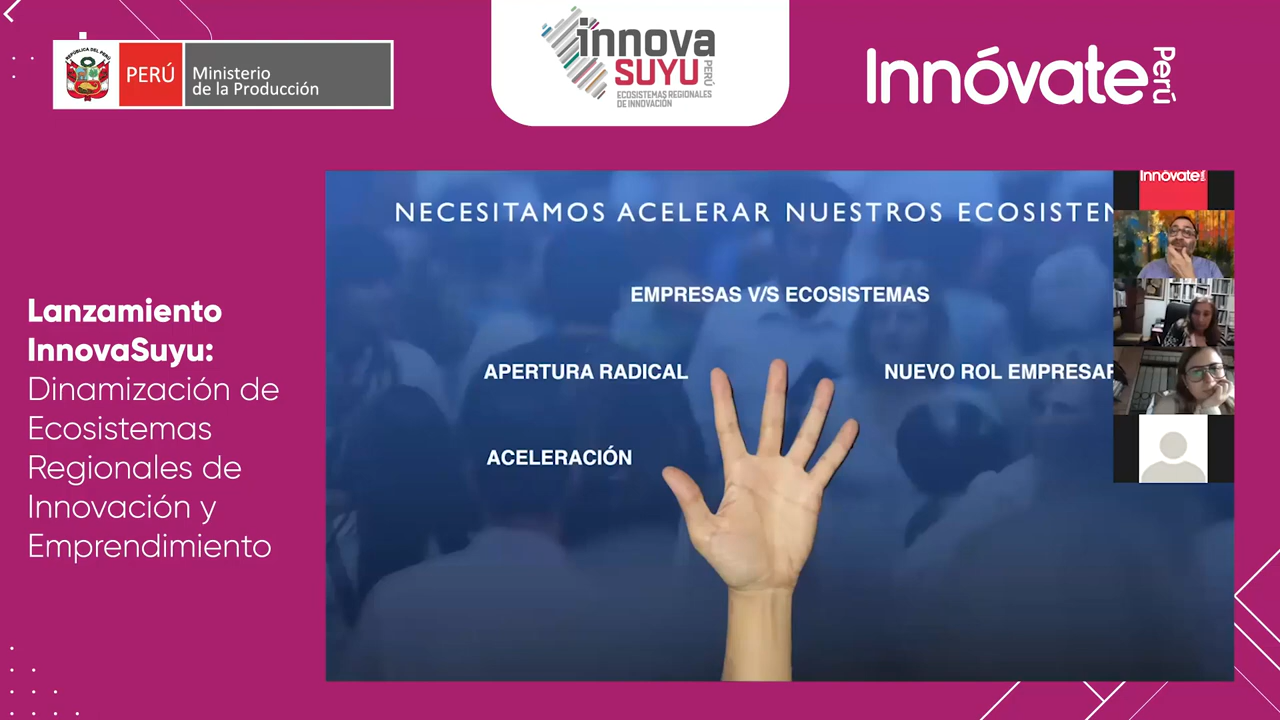 REPÚBLICA DEL PERÚ
PERÚ
Ministerio
de la Producción
innova
SUYU
PERÚ
ECOSISTEMAS REGIONALES
DE INNOVACIÓN
Innóvate
Perú
Lanzamiento
InnovaSuyu:
Dinamización de
Ecosistemas
Regionales de
Innovación y
Emprendimiento
NECESITAMOS ACELERAR NUESTROS ECOSISTEM
EMPRESAS V/S ECOSISTEMAS
APERTURA RADICAL
NUEVO ROL EMPRESAR
ACELERACIÓN
Innóvate